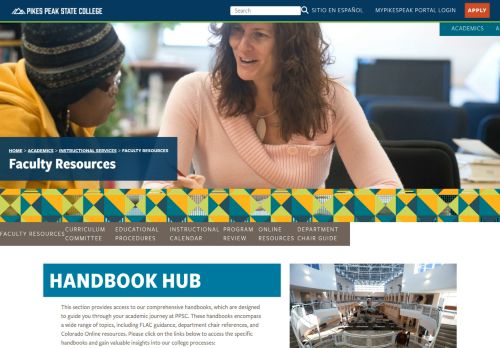 PIKES PEAK STATE COLLEGE
Search
SITIO EN ESPAÑOL
MYPIKESPEAK PORTAL LOGIN
APPLY
ACADEMICS
HOME > ACADEMICS > INSTRUCTIONAL SERVICES > FACULTY RESOURCES
Faculty Resources
FACULTY RESOURCES
CURRICULUM
COMMITTEE
EDUCATIONAL
PROCEDURES
INSTRUCTIONAL
CALENDAR
PROGRAM
REVIEW
ONLINE
RESOURCES
DEPARTMENT
CHAIR GUIDE
HANDBOOK HUB
This section provides access to our comprehensive handbooks, which are designed
to guide you through your academic journey at PPSC. These handbooks encompass
a wide range of topics, including FLAC guidance, department chair references, and
Colorado Online resources. Please click on the links below to access the specific
handbooks and gain valuable insights into our college processes: